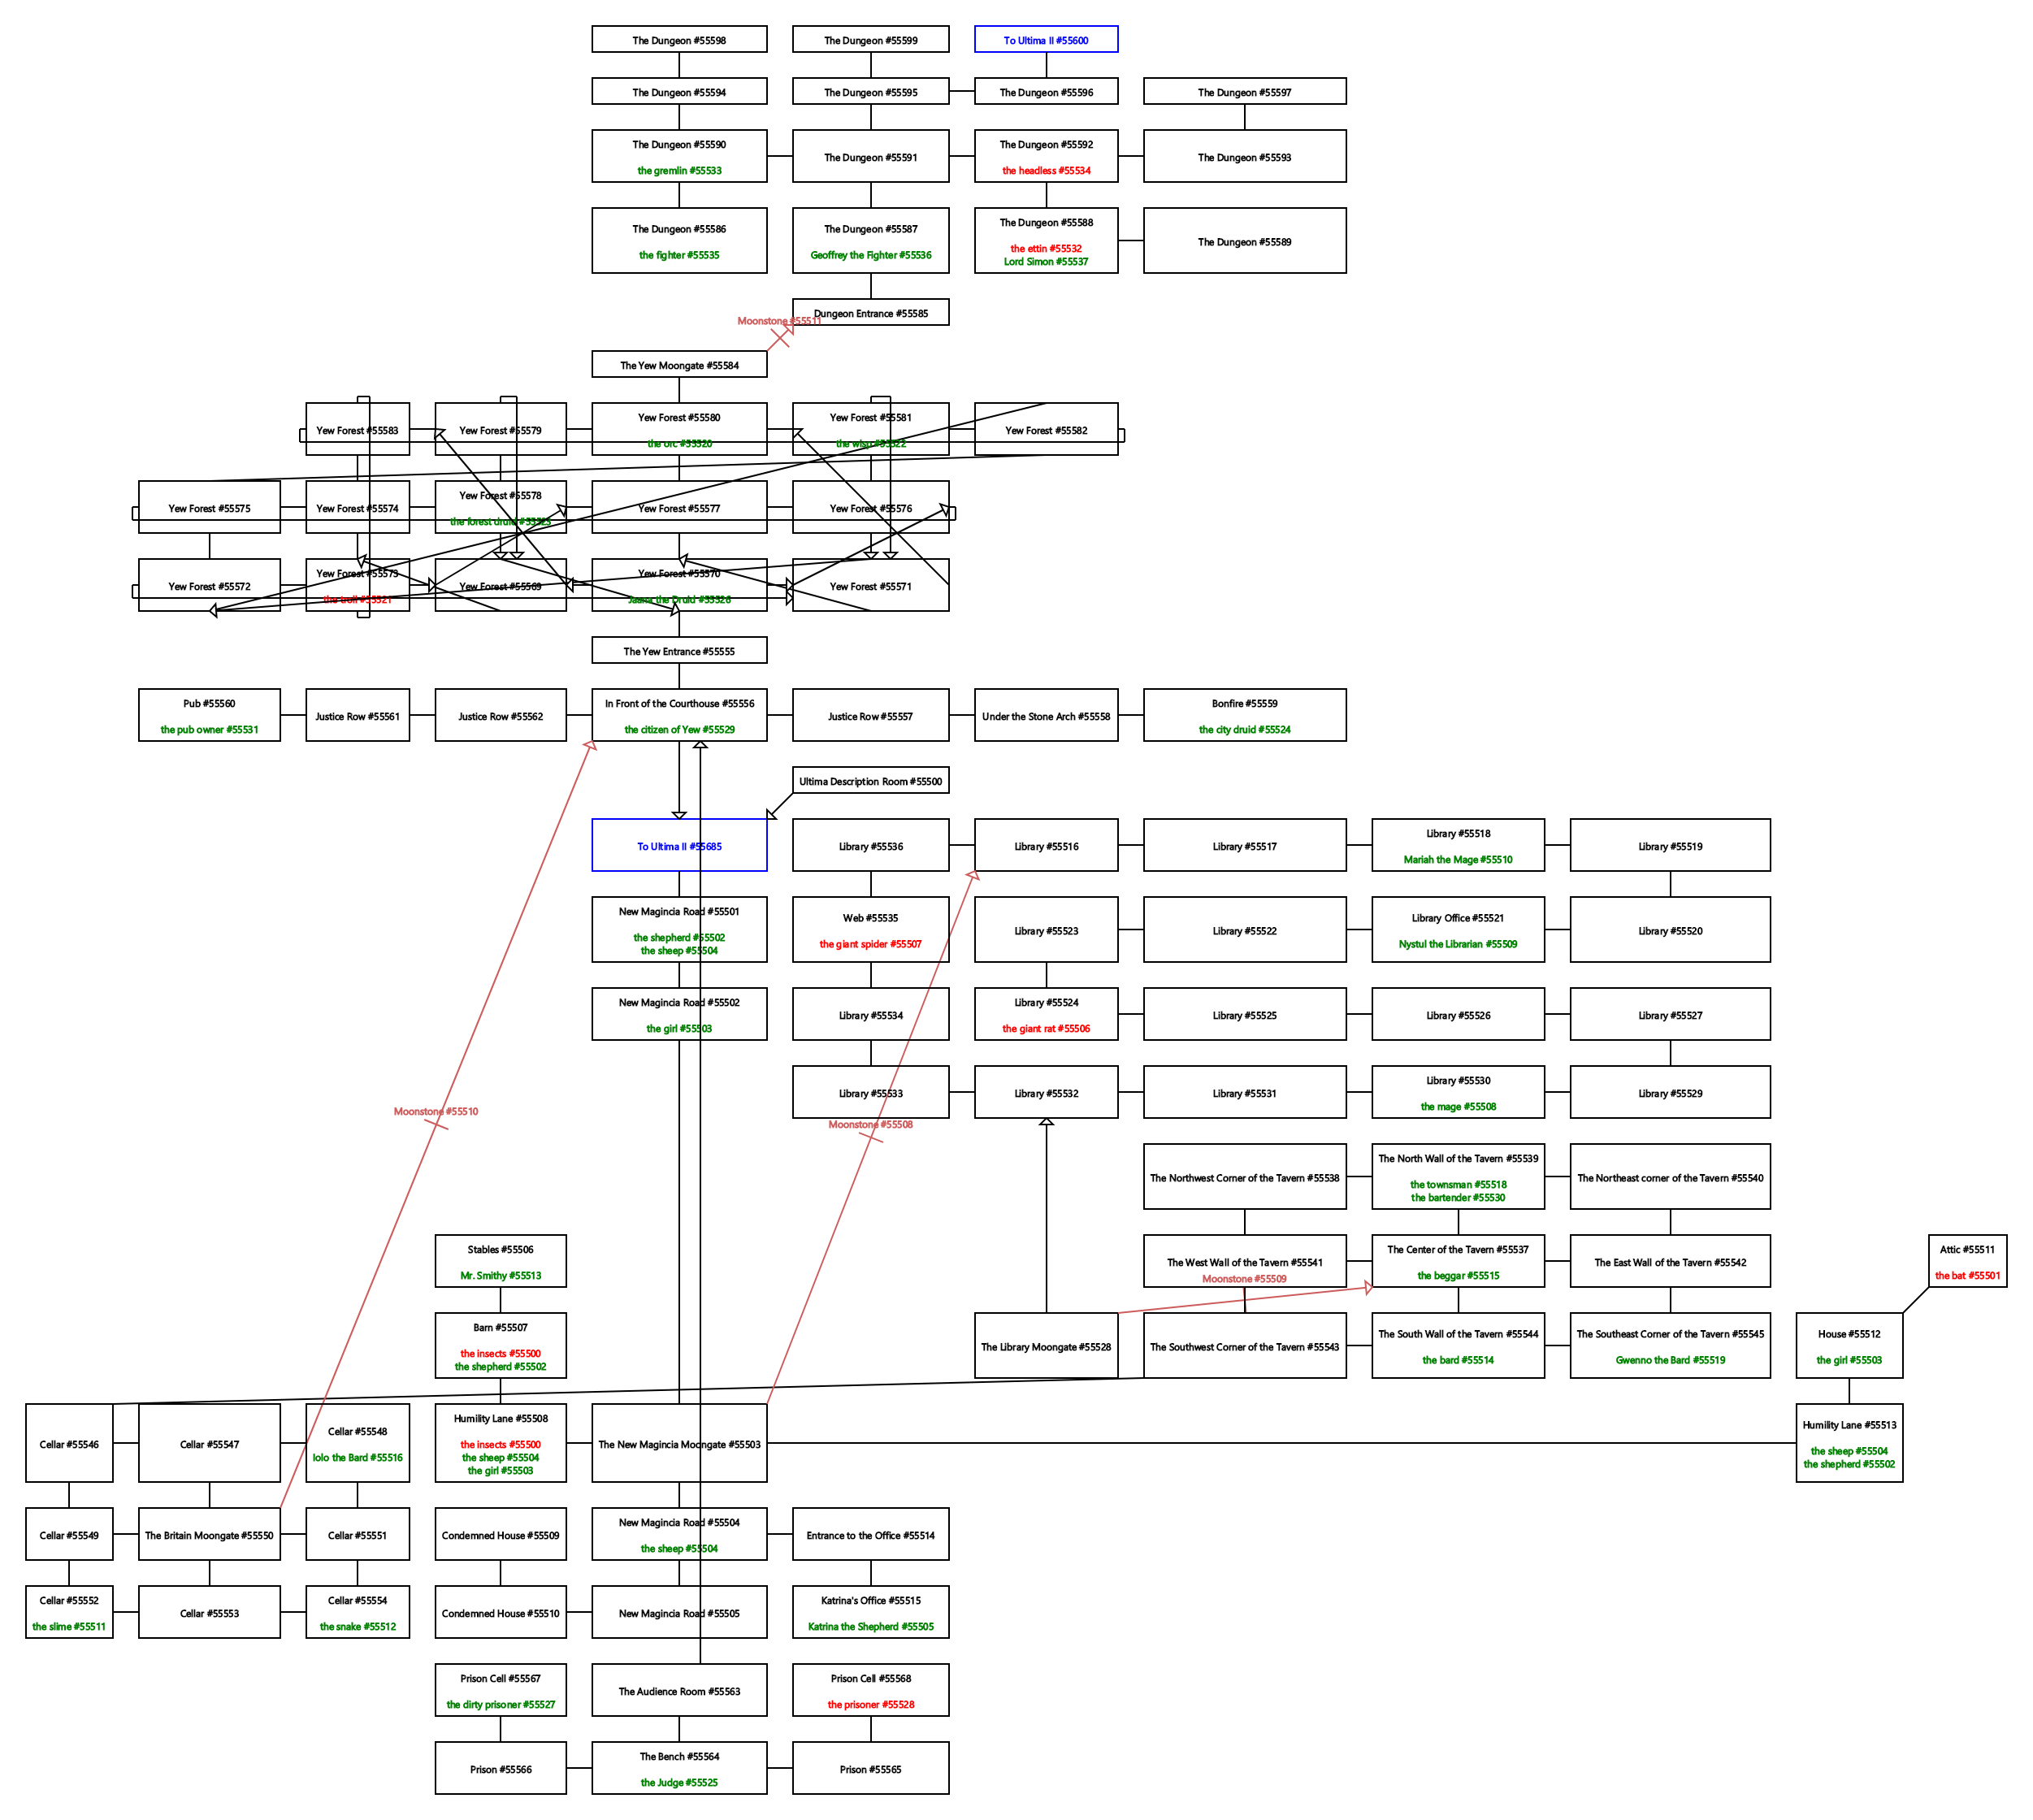 The Dungeon #55598
The Dungeon #55599
To Ultima II #55600
The Dungeon #55594
The Dungeon #55595
The Dungeon #55596
The Dungeon #55597
The Dungeon #55590
the gremlin #55533
The Dungeon #55591
The Dungeon #55592
the headless #55534
The Dungeon #55593
The Dungeon #55586
the fighter #55535
The Dungeon #55587
Geoffrey the Fighter #55536
The Dungeon #55588
the ettin #55532
Lord Simon #55537
The Dungeon #55589
Dungeon Entrance #55585
Moonstone #55511
The Yew Moongate #55584
Yew Forest #55583
Yew Forest #55579
Yew Forest #55580
the orc #55520
Yew Forest #55581
the wisp #55522
Yew Forest #55582
Yew Forest #55575
Yew Forest #55574
Yew Forest #55578
the forest druid #55523
Yew Forest #55577
Yew Forest #55576
Yew Forest #55572
Yew Forest #55573
the troll #55521
Yew Forest #55569
Yew Forest #55570
Jaana the Druid #55526
Yew Forest #55571
The Yew Entrance #55555
Pub #55560
the pub owner #55531
Justice Row #55561
Justice Row #55562
In Front of the Courthouse #55556
the citizen of Yew #55529
Justice Row #55557
Under the Stone Arch #55558
Bonfire #55559
the city druid #55524
Ultima Description Room #55500
To Ultima II #55685
Library #55536
Library #55516
Library #55517
Library #55518
Mariah the Mage #55510
Library #55519
New Magincia Road #55501
the shepherd #55502
the sheep #55504
Web #55535
the giant spider #55507
Library #55523
Library #55522
Library Office #55521
Nystul the Librarian #55509
Library #55520
New Magincia Road #55502
the girl #55503
Library #55534
Library #55524
the giant rat #55506
Library #55525
Library #55526
Library #55527
Library #55533
Library #55532
Library #55531
Library #55530
the mage #55508
Library #55529
Moonstone #55510
Moonstone #55508
The Northwest Corner of the Tavern #55538
The North Wall of the Tavern #55539
the townsman #55518
the bartender #55530
The Northeast corner of the Tavern #55540
Stables #55506
Mr. Smithy #55513
The West Wall of the Tavern #55541
Moonstone #55509
The Center of the Tavern #55537
the beggar #55515
The East Wall of the Tavern #55542
Attic #55511
the bat #55501
Barn #55507
the insects #55500
the shepherd #55502
The Library Moongate #55528
The Southwest Corner of the Tavern #55543
The South Wall of the Tavern #55544
the bard #55514
The Southeast Corner of the Tavern #55545
Gwenno the Bard #55519
House #55512
the girl #55503
Cellar #55546
Cellar #55547
Cellar #55548
Iolo the Bard #55516
Humility Lane #55508
the insects #55500
the sheep #55504
the girl #55503
The New Magincia Moongate #55503
Humility Lane #55513
the sheep #55504
the shepherd #55502
Cellar #55549
The Britain Moongate #55550
Cellar #55551
Condemned House #55509
New Magincia Road #55504
the sheep #55504
Entrance to the Office #55514
Cellar #55552
the slime #55511
Cellar #55553
Cellar #55554
the snake #55512
Condemned House #55510
New Magincia Road #55505
Katrina's Office #55515
Katrina the Shepherd #55505
Prison Cell #55567
the dirty prisoner #55527
The Audience Room #55563
Prison Cell #55568
the prisoner #55528
Prison #55566
The Bench #55564
the Judge #55525
Prison #55565